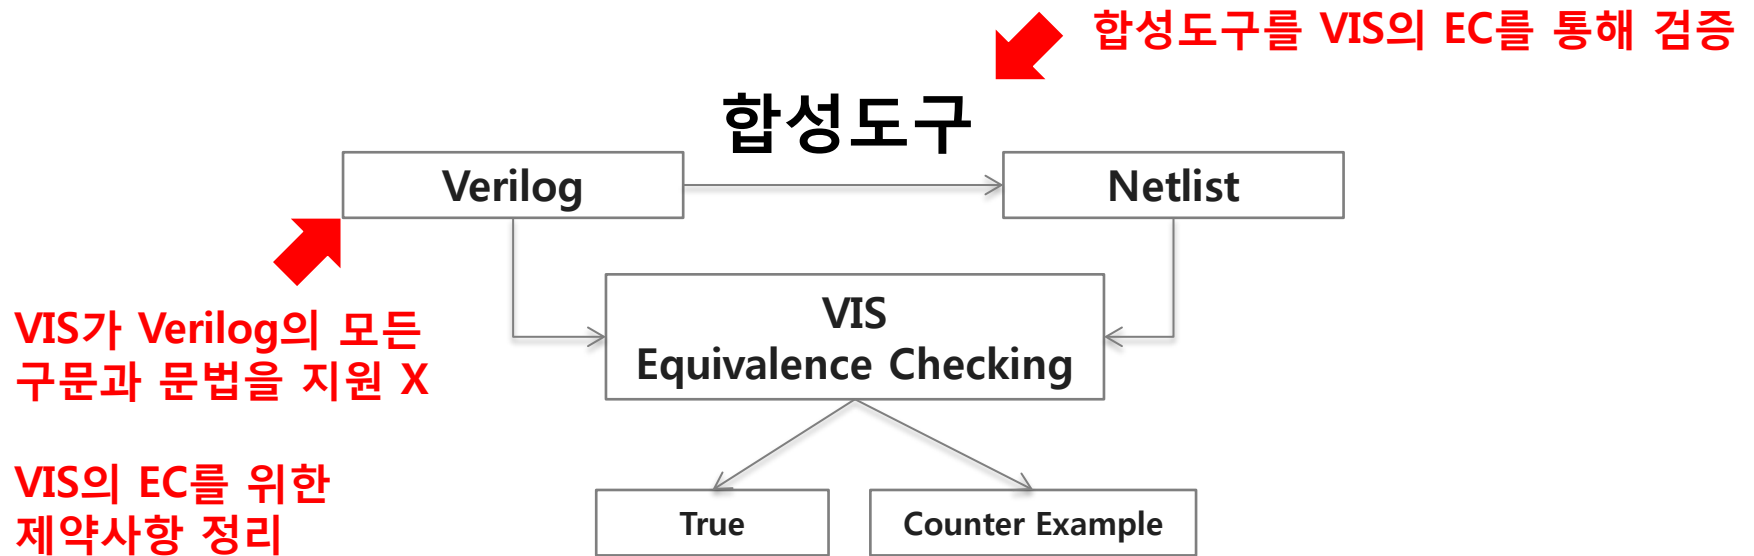 합성도구를 VIS의 EC를 통해 검증
합성도구
Verilog
Netlist
VIS
Equivalence Checking
VIS가 Verilog의 모든
구문과 문법을 지원 X
VIS의 EC를 위한
제약사항 정리
True
Counter Example